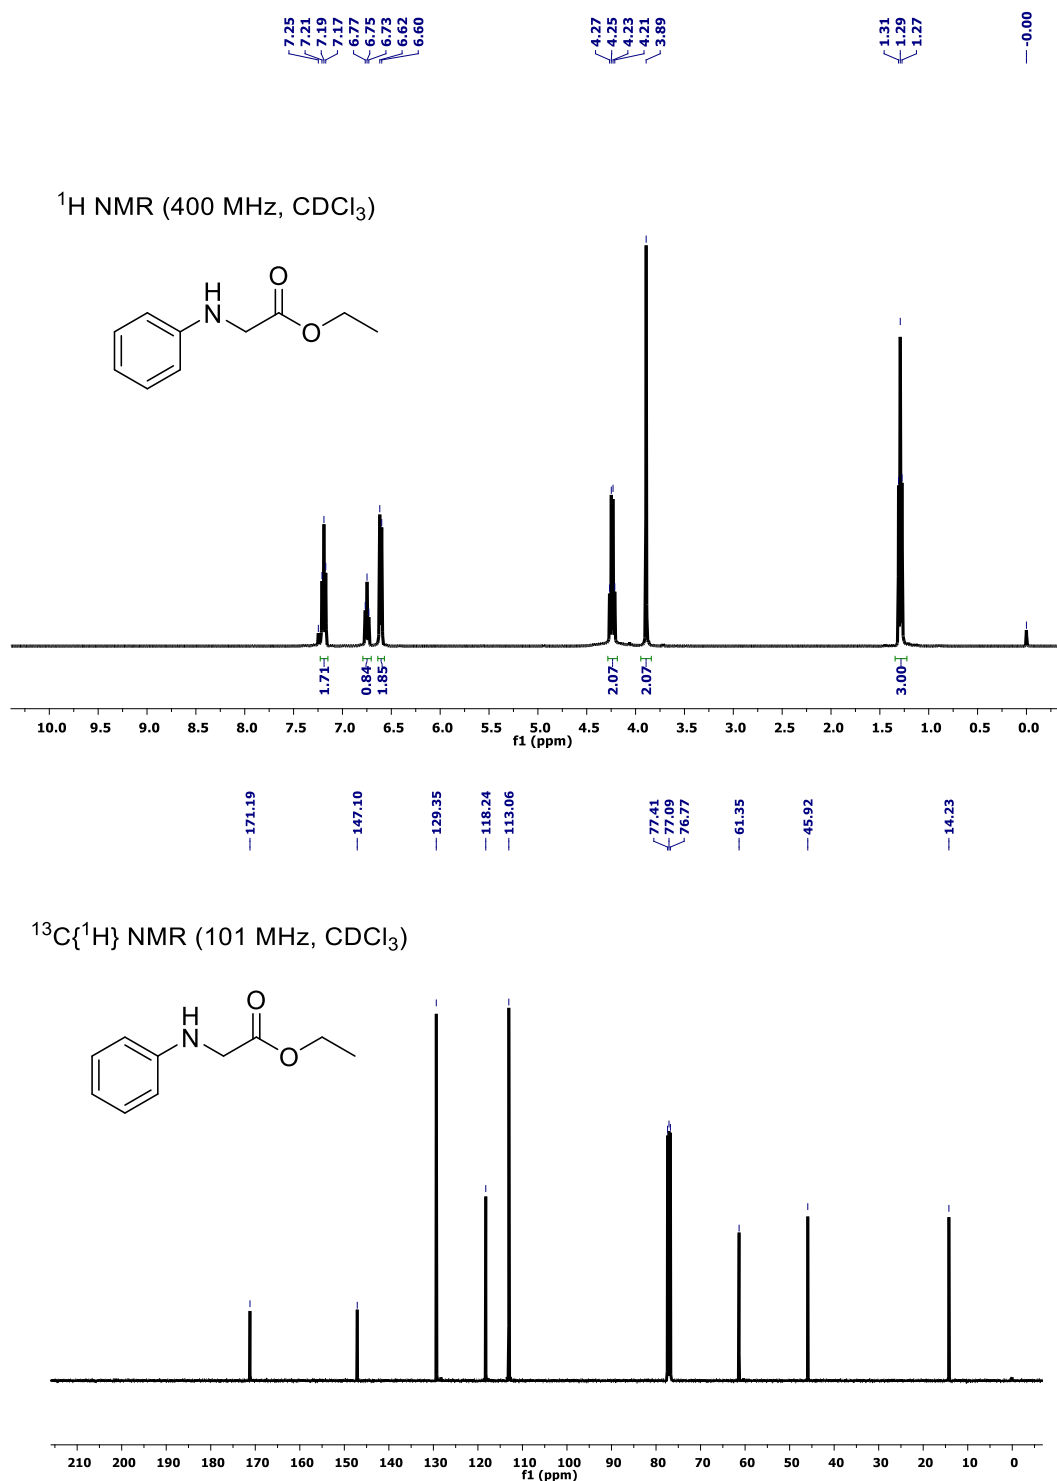 7.25
7.21
7.19
7.17
6.77
6.75
6.73
6.62
6.60
4.27
4.25
4.23
4.21
3.89
1.31
1.29
1.27
-0.00
¹H NMR (400 MHz, CDCl₃)
H
N
O
O
1.71
0.84
1.85
2.07
2.07
3.00
10.0 9.5 9.0 8.5 8.0 7.5 7.0 6.5 6.0 5.5 5.0 4.5 4.0 3.5 3.0 2.5 2.0 1.5 1.0 0.5 0.0
f1 (ppm)
171.19
147.10
129.35
118.24
113.06
77.41
77.09
76.77
61.35
45.92
14.23
¹³C{¹H} NMR (101 MHz, CDCl₃)
H
N
O
O
210 200 190 180 170 160 150 140 130 120 110 100 90 80 70 60 50 40 30 20 10 0
f1 (ppm)